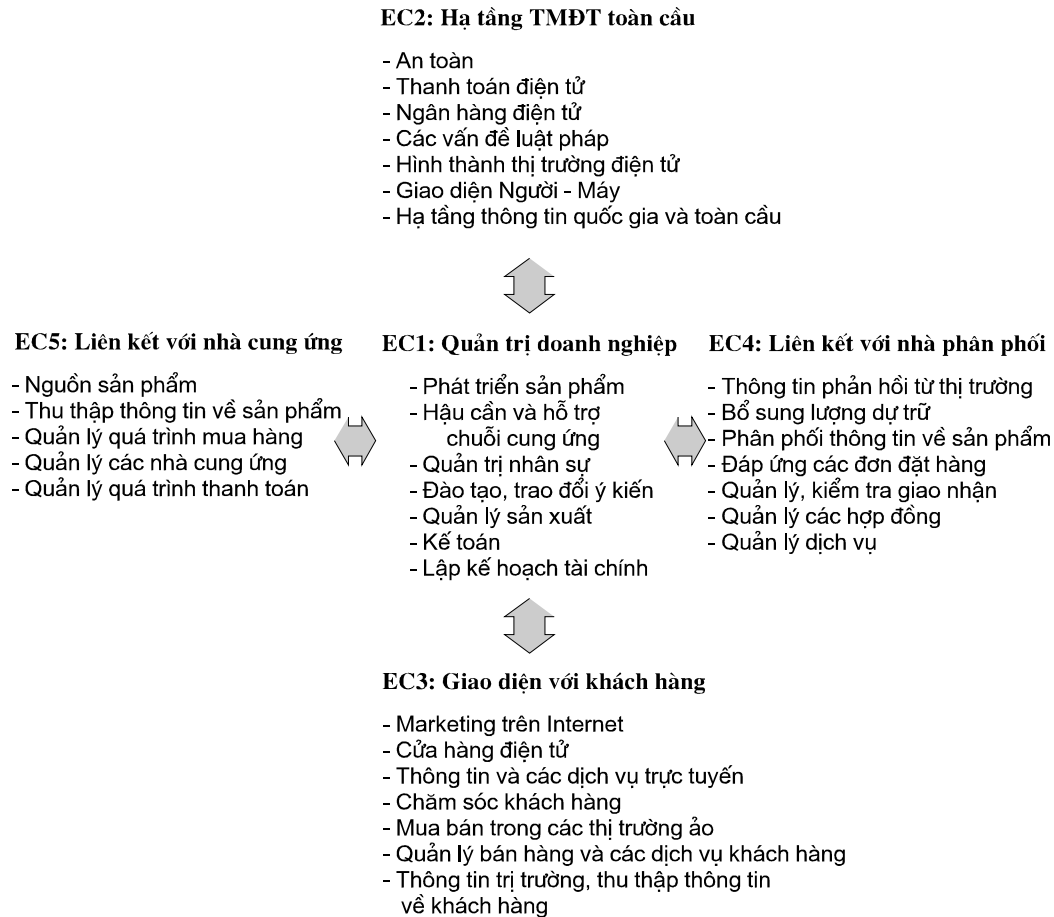 EC2: Hạ tầng TMĐT toàn cầu
- An toàn
- Thanh toán điện tử
- Ngân hàng điện tử
- Các vấn đề luật pháp
- Hình thành thị trường điện tử
- Giao diện Người - Máy
- Hạ tầng thông tin quốc gia và toàn cầu
EC5: Liên kết với nhà cung ứng
- Nguồn sản phẩm
- Thu thập thông tin về sản phẩm
- Quản lý quá trình mua hàng
- Quản lý các nhà cung ứng
- Quản lý quá trình thanh toán
EC1: Quản trị doanh nghiệp
- Phát triển sản phẩm
- Hậu cần và hỗ trợ
chuỗi cung ứng
- Quản trị nhân sự
- Đào tạo, trao đổi ý kiến
- Quản lý sản xuất
- Kế toán
- Lập kế hoạch tài chính
EC4: Liên kết với nhà phân phối
- Thông tin phản hồi từ thị trường
- Bổ sung lượng dự trữ
- Phân phối thông tin về sản phẩm
- Đáp ứng các đơn đặt hàng
- Quản lý, kiểm tra giao nhận
- Quản lý các hợp đồng
- Quản lý dịch vụ
EC3: Giao diện với khách hàng
- Marketing trên Internet
- Cửa hàng điện tử
- Thông tin và các dịch vụ trực tuyến
- Chăm sóc khách hàng
- Mua bán trong các thị trường ảo
- Quản lý bán hàng và các dịch vụ khách hàng
- Thông tin trị trường, thu thập thông tin
về khách hàng